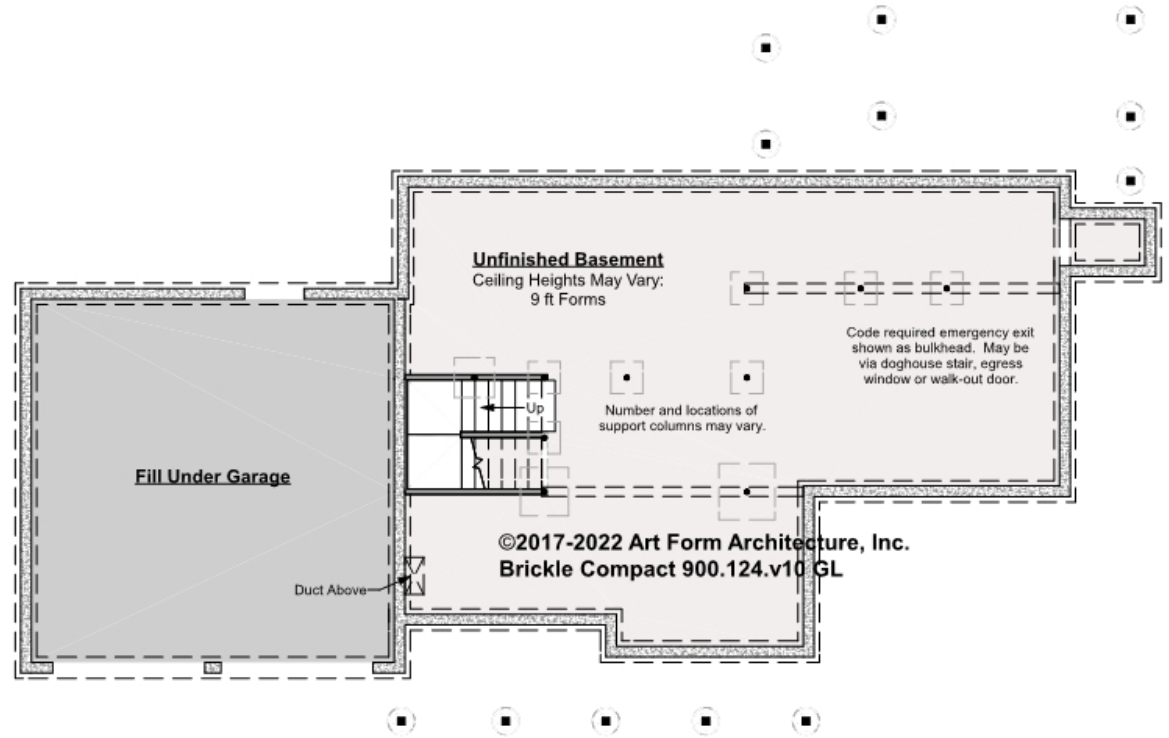 Unfinished Basement
Ceiling Heights May Vary:
9 ft Forms
Code required emergency exit
shown as bulkhead. May be
via doghouse stair, egress
window or walk-out door.
Up
Number and locations of
support columns may vary.
Fill Under Garage
©2017-2022 Art Form Architecture, Inc.
Brickle Compact 900.124.v10 GL
Duct Above